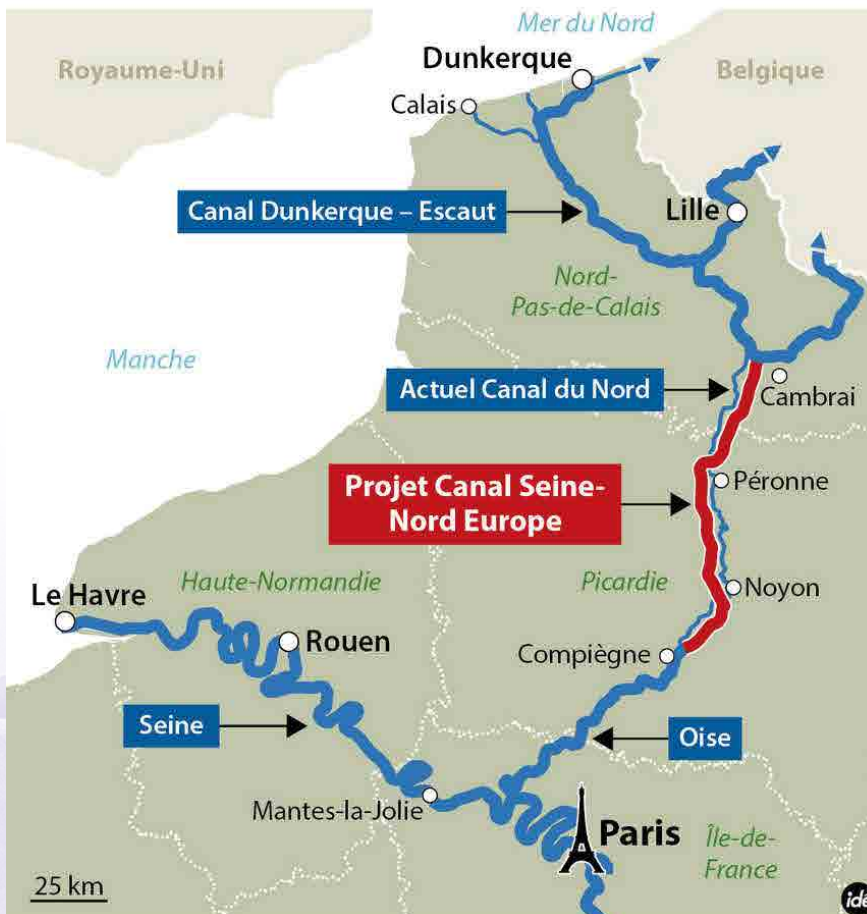 Mer du Nord
Royaume-Uni
Dunkerque
Belgique
Calais
Canal Dunkerque – Escaut
Lille
Nord-
Pas-de-Calais
Manche
Actuel Canal du Nord
Cambrai
Projet Canal Seine-
Nord Europe
Péronne
Haute-Normandie
Picardie
Noyon
Le Havre
Rouen
Compiègne
Seine
Oise
Mantes-la-Jolie
Paris
Île-de-
France
25 km
idé